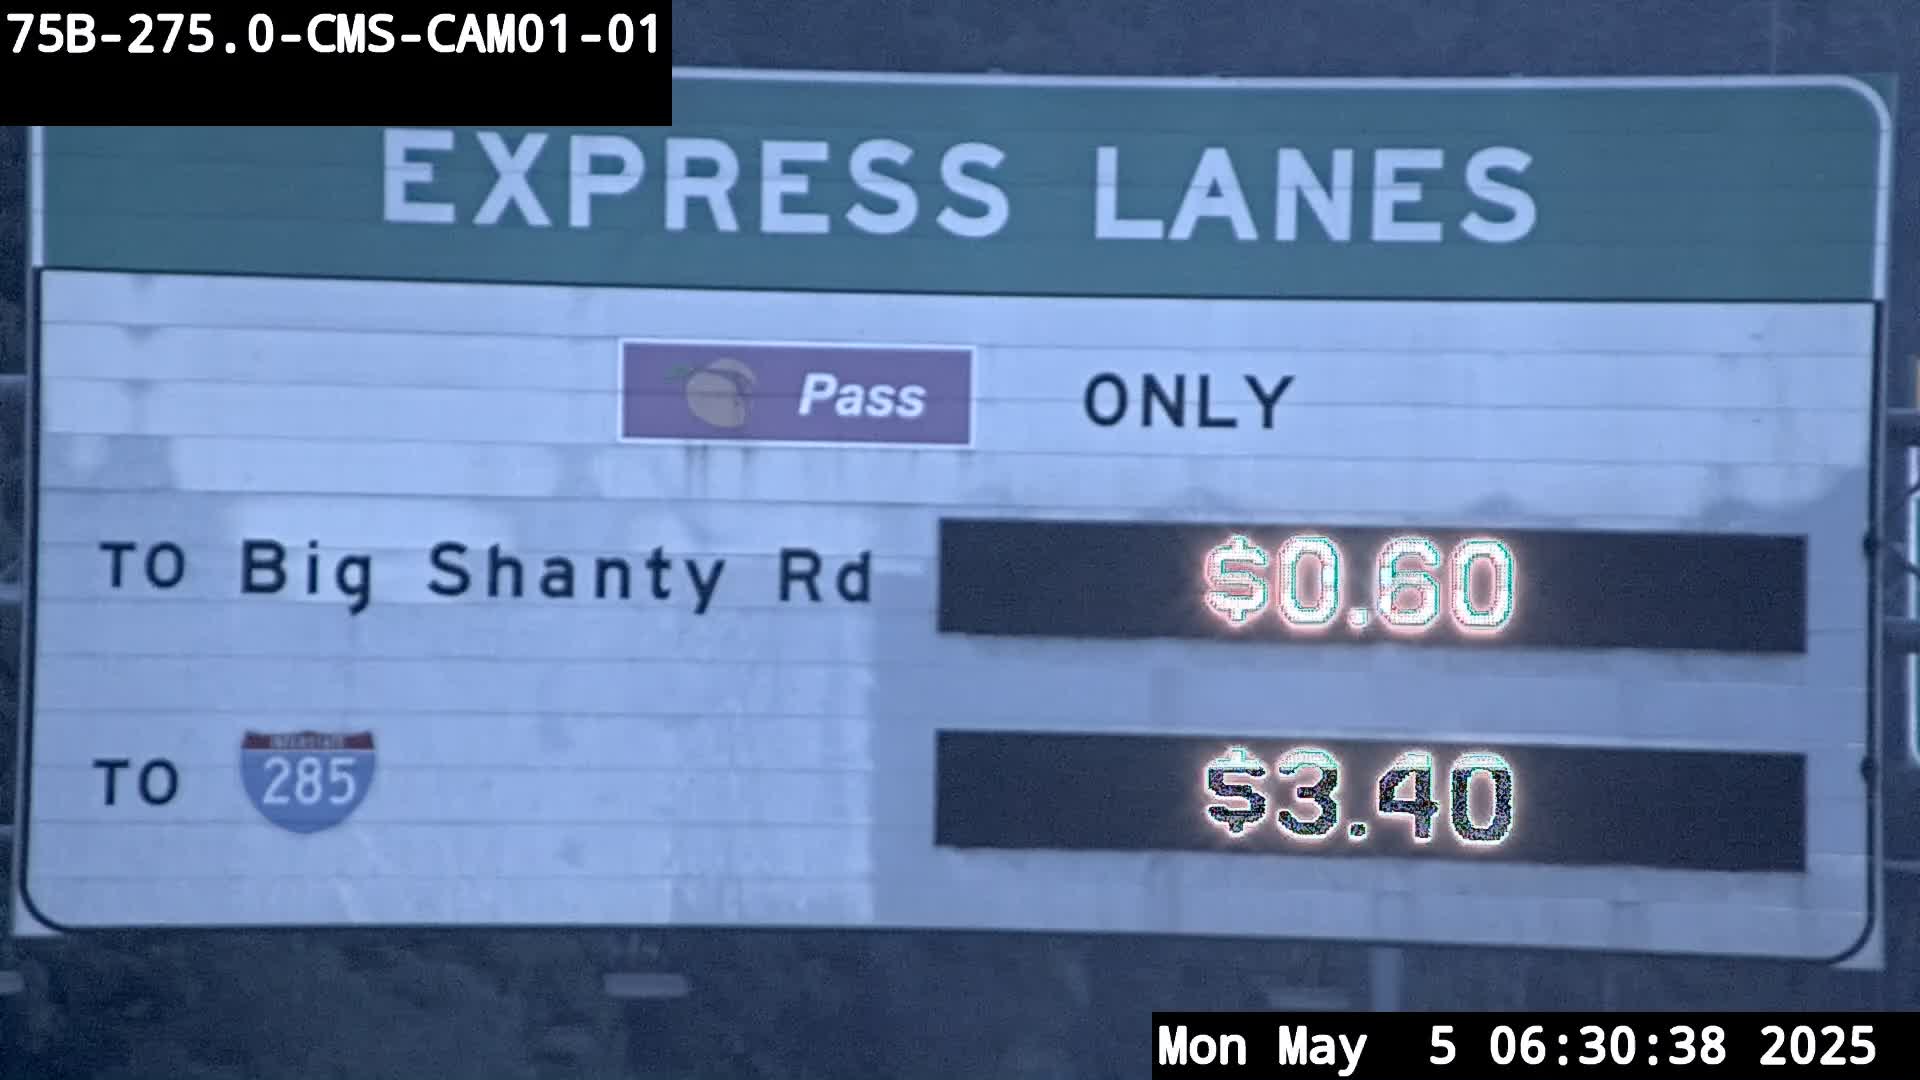 75B-275.0-CMS-CAM01-01
EXPRESS LANES
Pass ONLY
TO Big Shanty Rd $0.60
INTERSTATE
TO 285 $3.40
Mon May 5 06:30:38 2025